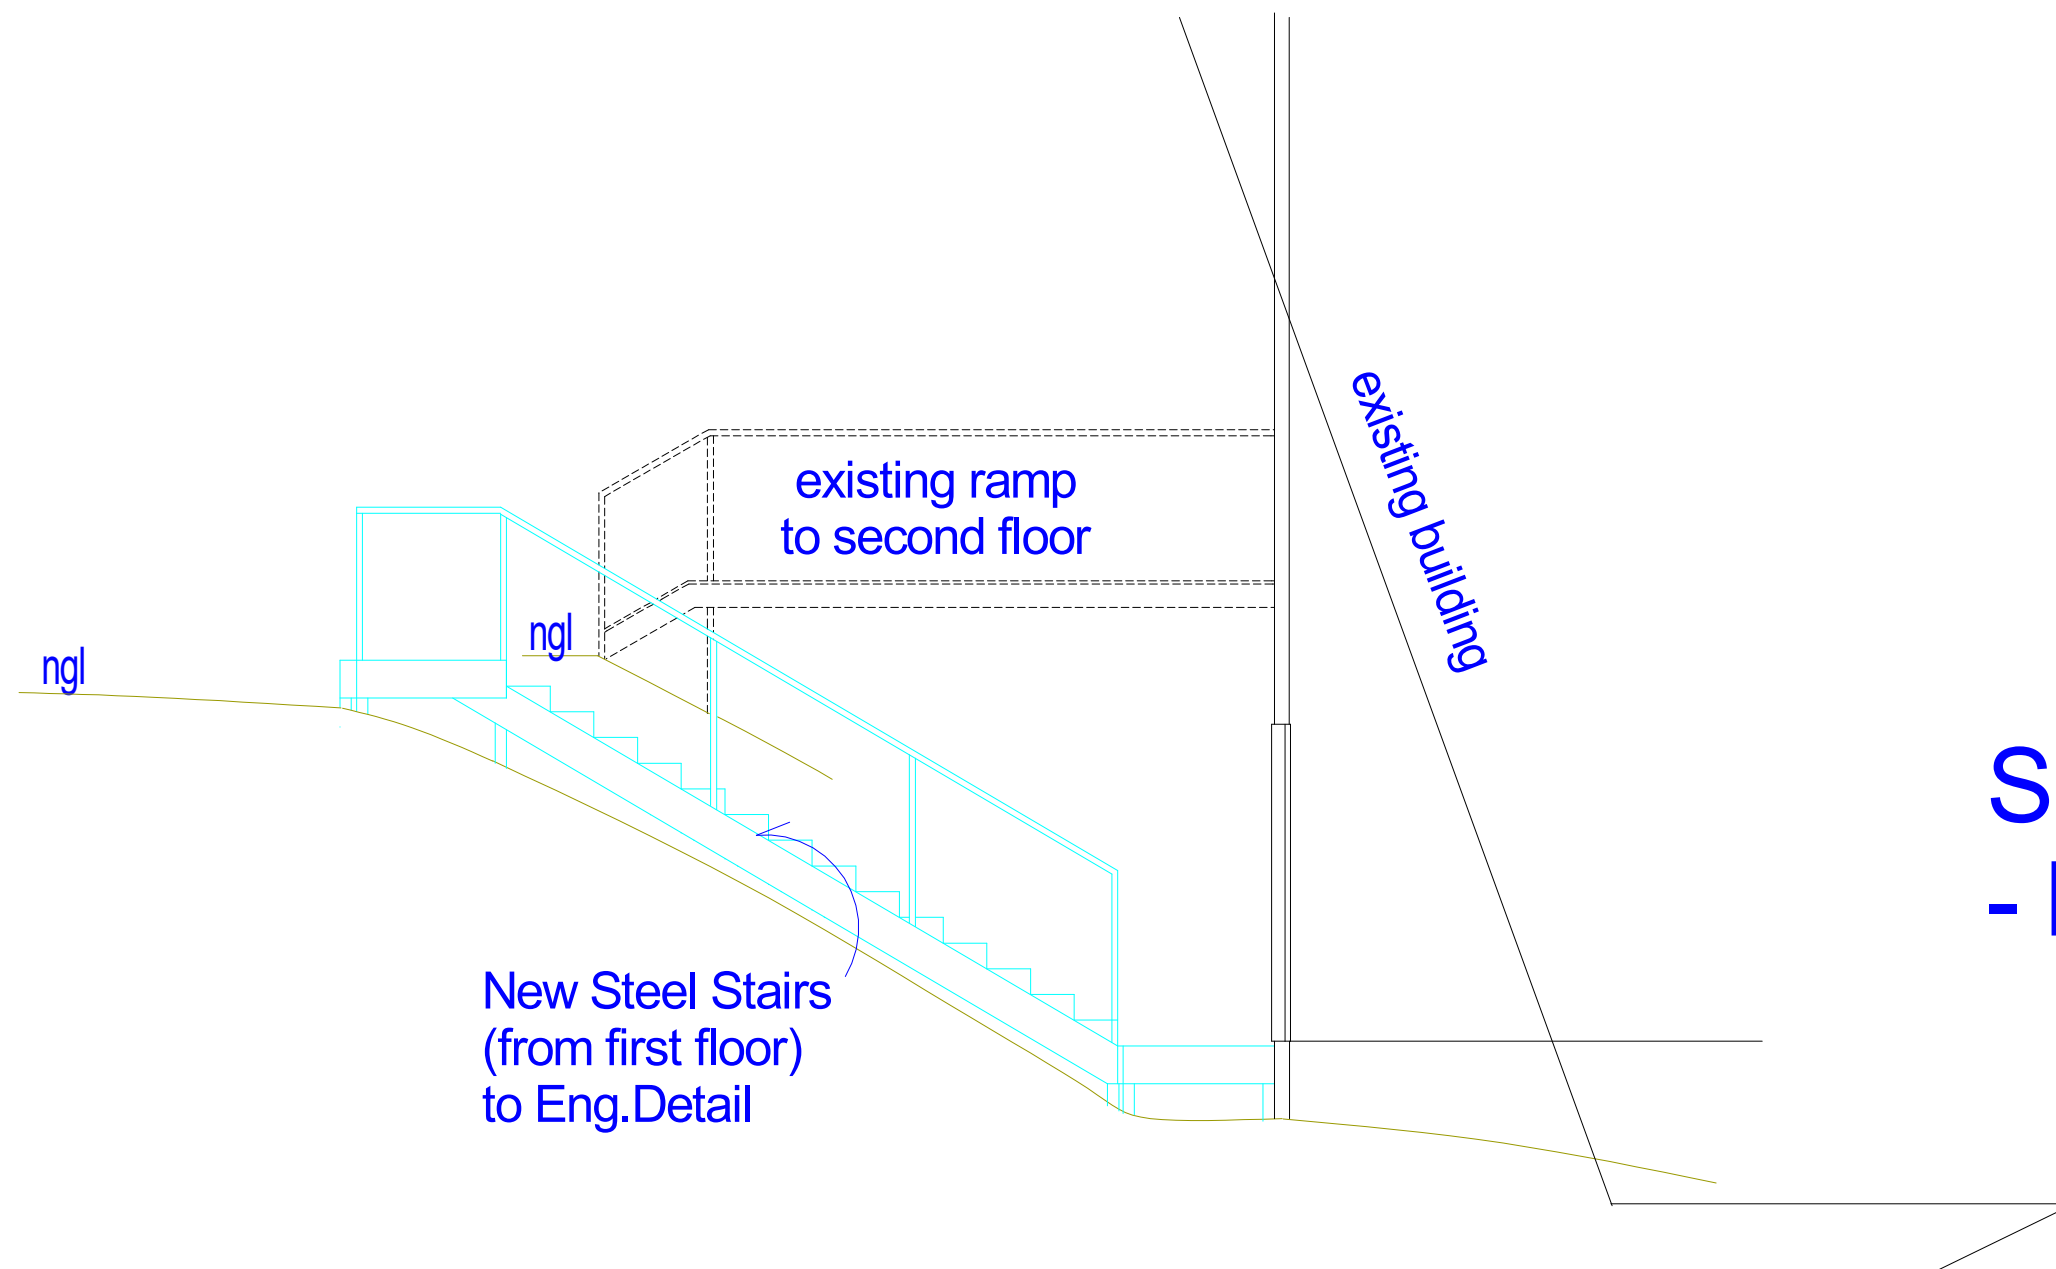 existing ramp
to second floor
existing building
ngl
ngl
S
New Steel Stairs
(from first floor)
to Eng.Detail